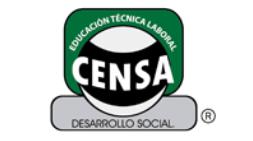 EDUCACIÓN TÉCNICA LABORAL
CENSA
DESARROLLO SOCIAL
®